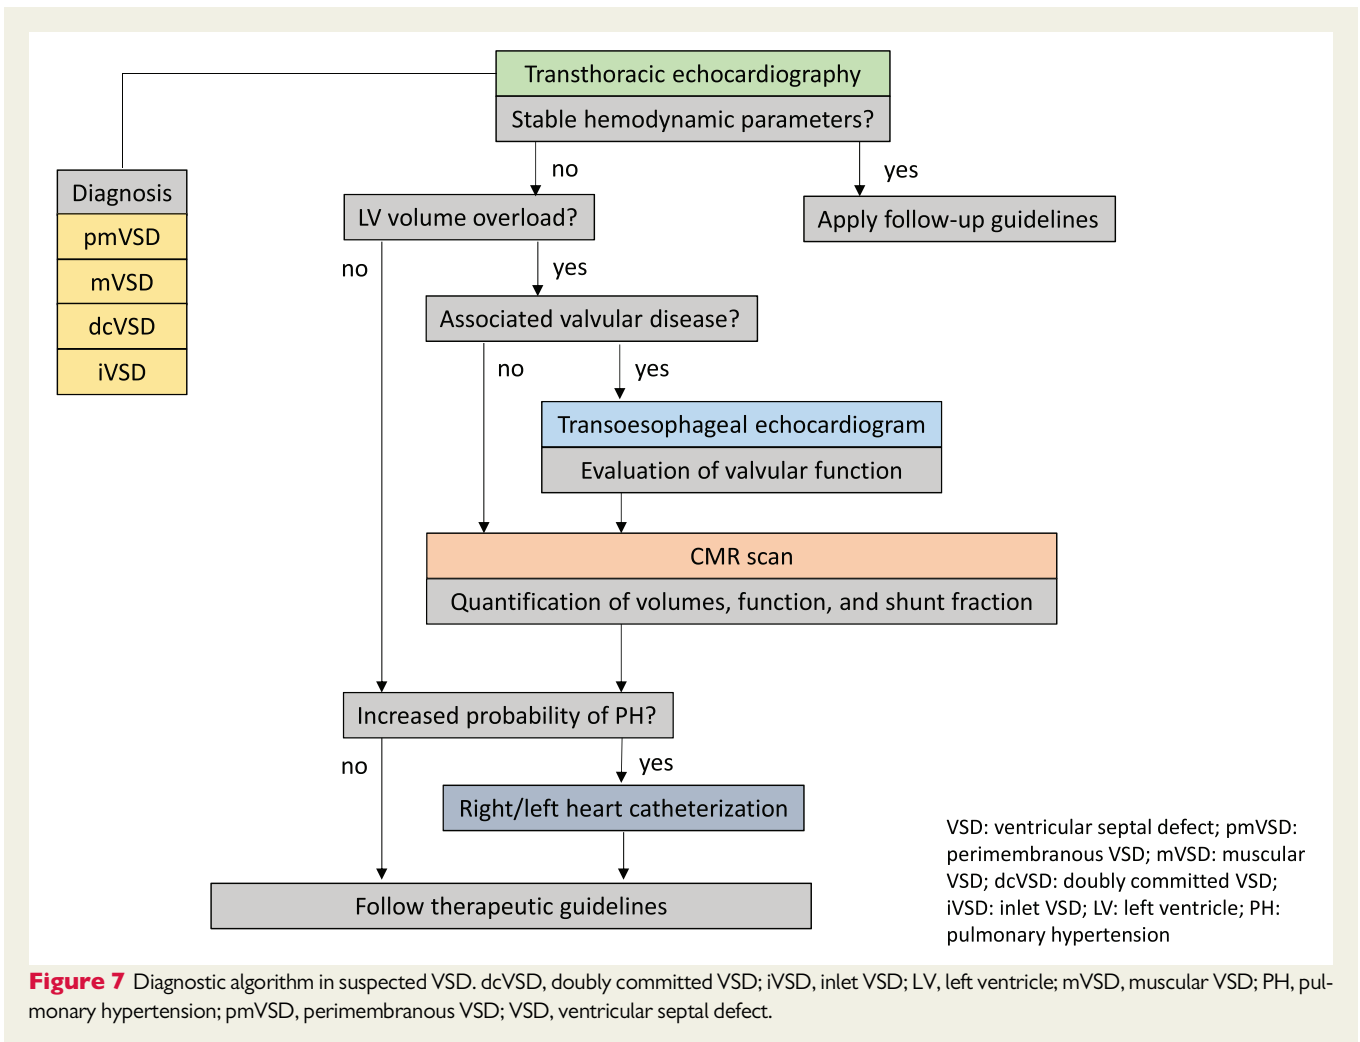 Transthoracic echocardiography
Stable hemodynamic parameters?
no
yes
Diagnosis
pmVSD
mVSD
dcVSD
iVSD
LV volume overload?
Apply follow-up guidelines
no
yes
Associated valvular disease?
no
yes
Transoesophageal echocardiogram
Evaluation of valvular function
CMR scan
Quantification of volumes, function, and shunt fraction
Increased probability of PH?
no
yes
Right/left heart catheterization
Follow therapeutic guidelines
VSD: ventricular septal defect; pmVSD:
perimembranous VSD; mVSD: muscular
VSD; dcVSD: doubly committed VSD;
iVSD: inlet VSD; LV: left ventricle; PH:
pulmonary hypertension
Figure 7 Diagnostic algorithm in suspected VSD. dcVSD, doubly committed VSD; iVSD, inlet VSD; LV, left ventricle; mVSD, muscular VSD; PH, pul-
monary hypertension; pmVSD, perimembranous VSD; VSD, ventricular septal defect.